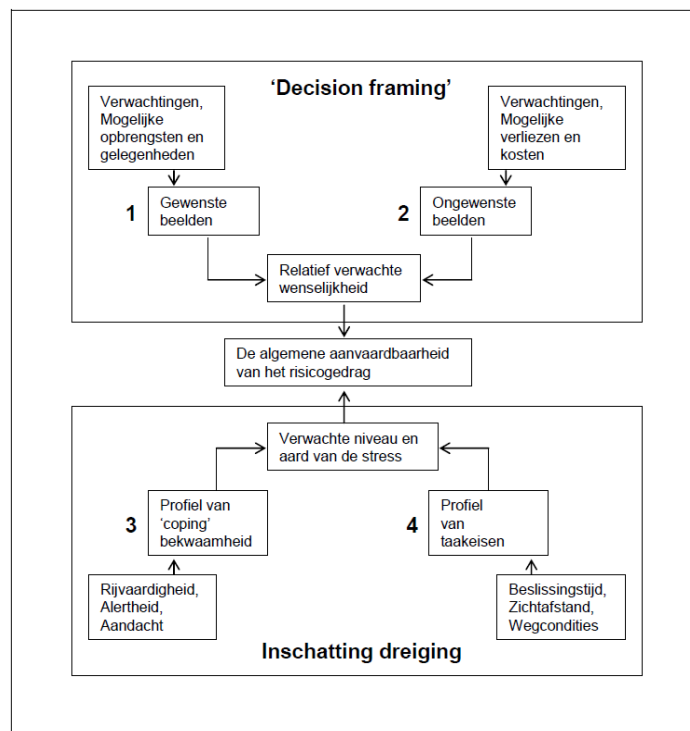 'Decision framing'
Verwachtingen,
Mogelijke
opbrengsten en
gelegenheden
Verwachtingen,
Mogelijke
verliezen en
kosten
1
Gewenste
beelden
2
Ongewenste
beelden
Relatief verwachte
wenselijkheid
De algemene aanvaardbaarheid
van het risicogedrag
Verwachte niveau en
aard van de stress
3
Profiel van
'coping'
bekwaamheid
4
Profiel
van
taakeisen
Rijvaardigheid,
Alertheid,
Aandacht
Beslissingstijd,
Zichtafstand,
Wegcondities
Inschatting dreiging